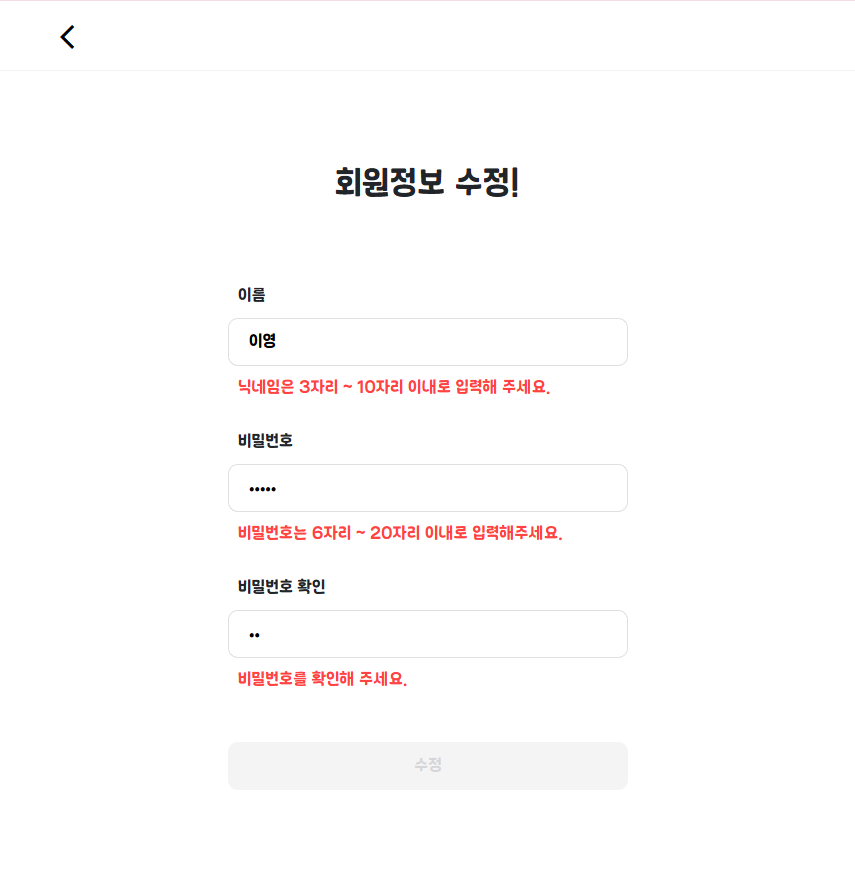 회원정보 수정!
이름
이영
닉네임은 3자리 ~ 10자리 이내로 입력해 주세요.
비밀번호
•••••
비밀번호는 6자리 ~ 20자리 이내로 입력해주세요.
비밀번호 확인
••
비밀번호를 확인해 주세요.
수정